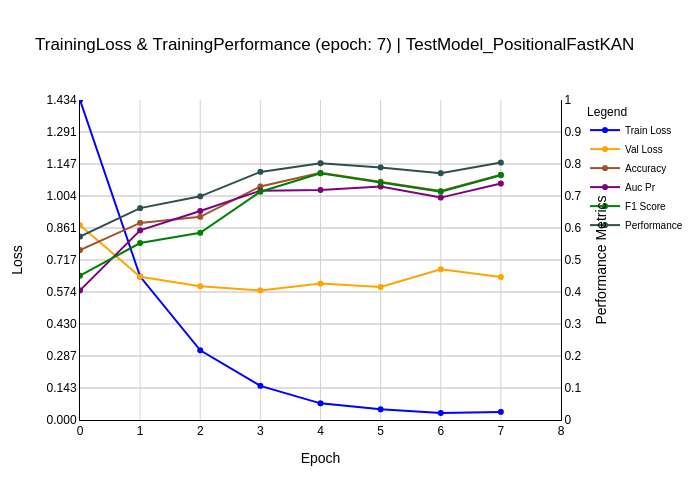 TrainingLoss & TrainingPerformance (epoch: 7) | TestModel_PositionalFastKAN
1.434
1.291
1.147
1.004
0.861
0.717
0.574
0.430
0.287
0.143
0.000
Loss
0 1 2 3 4 5 6 7 8
Epoch
1
0.9
0.8
0.7
0.6
0.5
0.4
0.3
0.2
0.1
0
Performance Metrics
Legend
Train Loss
Val Loss
Accuracy
Auc Pr
F1 Score
Performance